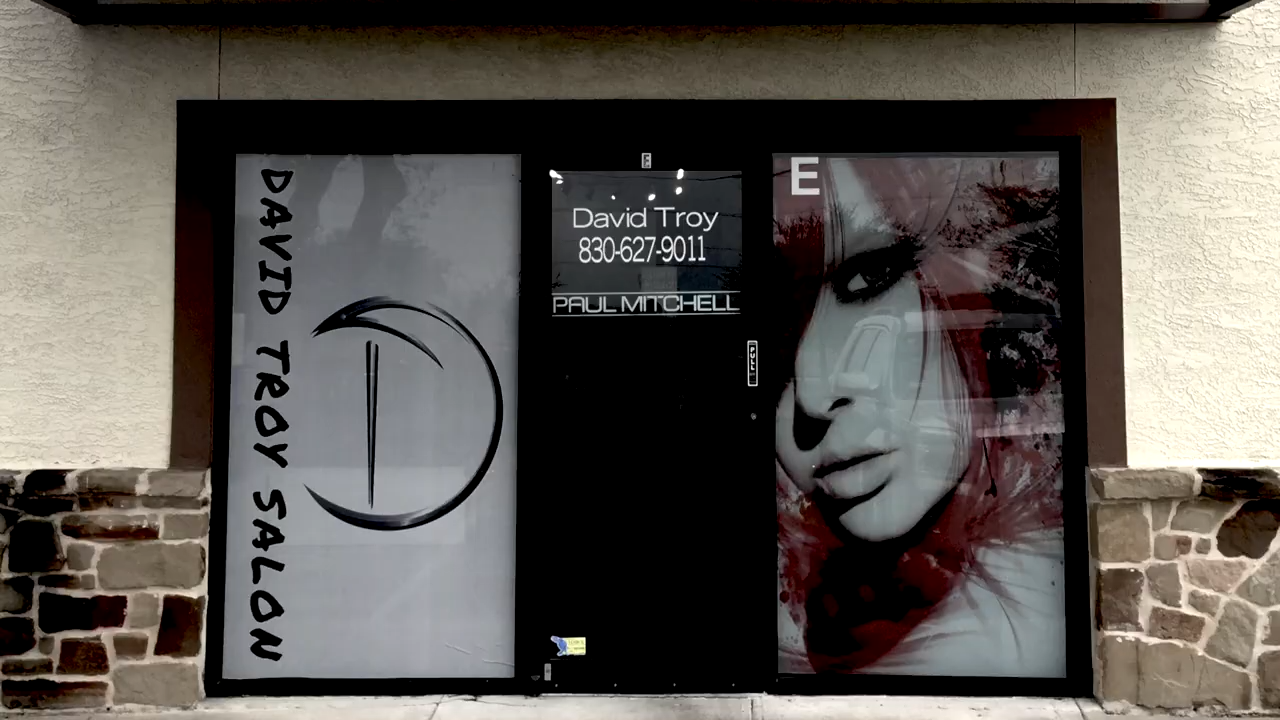 DAVID TROY SALON
E
David Troy
830-627-9011
PAUL MITCHELL
PULL
E